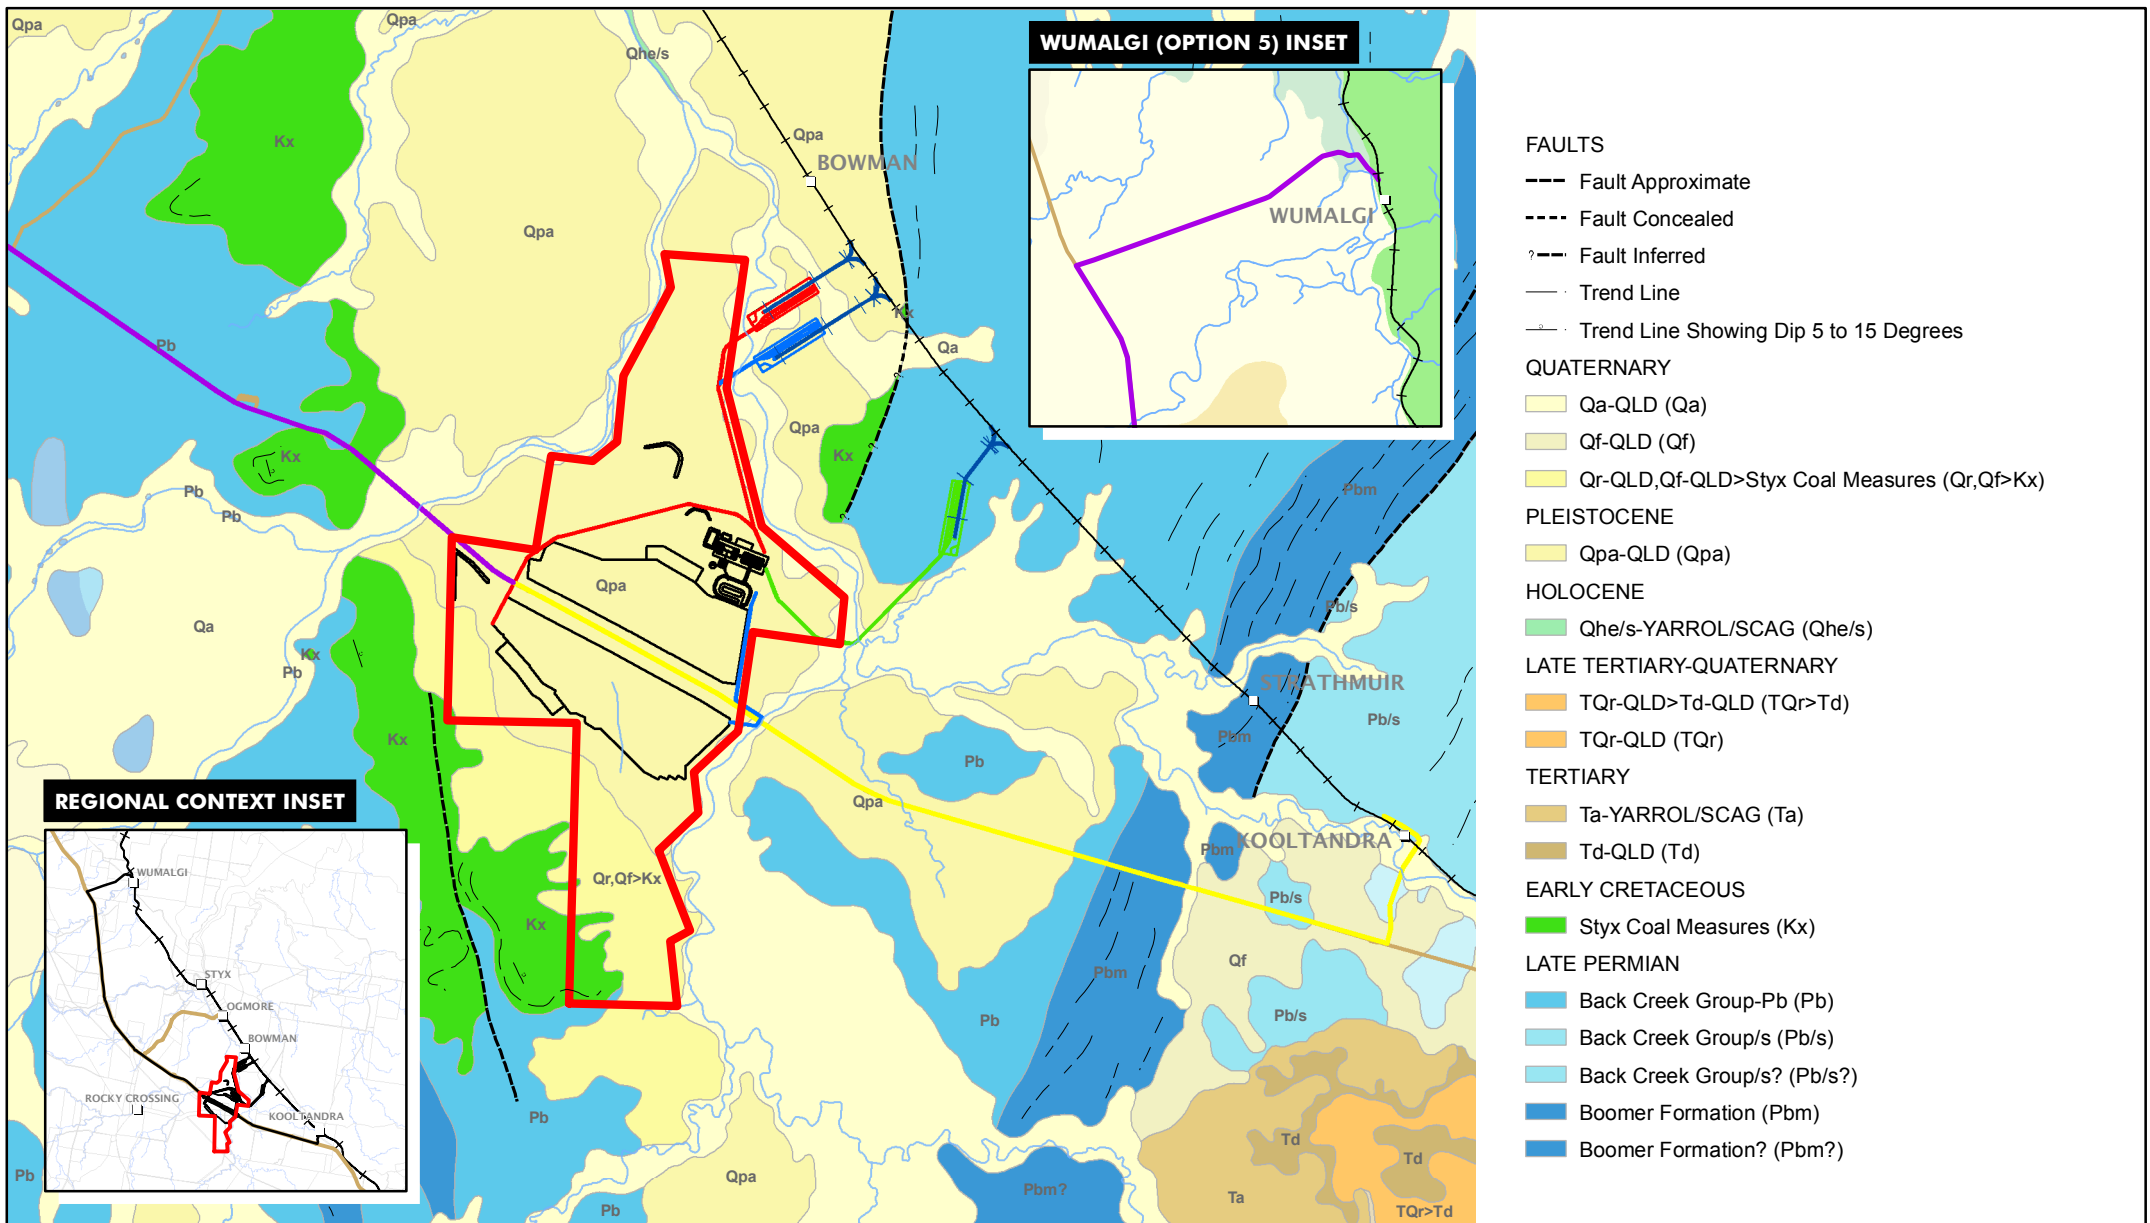 Qpa
Qpa
Qhe/s
WUMALGI (OPTION 5) INSET
Kx
Qpa
BOWMAN
WUMALGI
Qpa
Kx
Pb
Qa
?
Qpa
Kx
Kx
?
?
Pbm
Pb
Pb
Qpa
Qa
Kx
Pb
Pb/s
STRATHMUIR
Pb/s
Kx
Pbm
Pb
Qpa
REGIONAL CONTEXT INSET
Pbm
KOOLTANDRA
WUMALGI
Qr,Qf>Kx
Pb/s
Kx
Qf
Pbm
STYX
OGMORE
Pb
Pb/s
BOWMAN
ROCKY CROSSING
KOOLTANDRA
Pb
Td
Td
Pb
Qpa
Pbm?
Ta
Pb
TQr>Td
FAULTS
Fault Approximate
Fault Concealed
? Fault Inferred
Trend Line
Trend Line Showing Dip 5 to 15 Degrees
QUATERNARY
Qa-QLD (Qa)
Qf-QLD (Qf)
Qr-QLD,Qf-QLD>Styx Coal Measures (Qr,Qf>Kx)
PLEISTOCENE
Qpa-QLD (Qpa)
HOLOCENE
Qhe/s-YARROL/SCAG (Qhe/s)
LATE TERTIARY-QUATERNARY
TQr-QLD>Td-QLD (TQr>Td)
TQr-QLD (TQr)
TERTIARY
Ta-YARROL/SCAG (Ta)
Td-QLD (Td)
EARLY CRETACEOUS
Styx Coal Measures (Kx)
LATE PERMIAN
Back Creek Group-Pb (Pb)
Back Creek Group/s (Pb/s)
Back Creek Group/s? (Pb/s?)
Boomer Formation (Pbm)
Boomer Formation? (Pbm?)